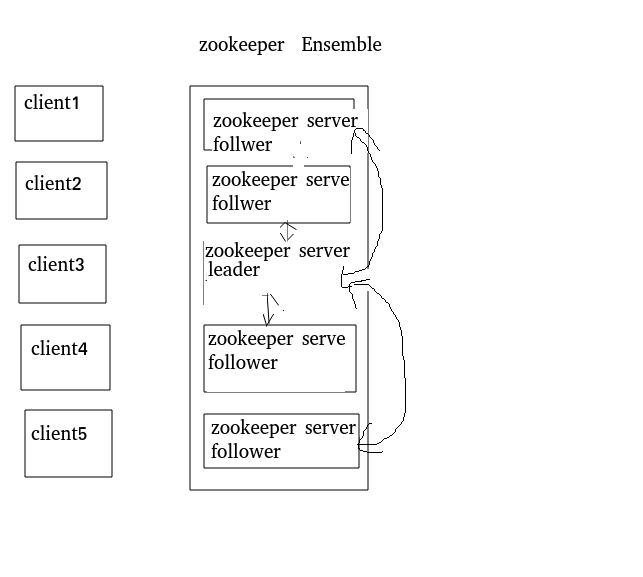 zookeeper Ensemble
client1
zookeeper server
follwer
client2
zookeeper serve
follwer
client3
zookeeper server
leader
client4
zookeeper serve
follower
client5
zookeeper server
follower